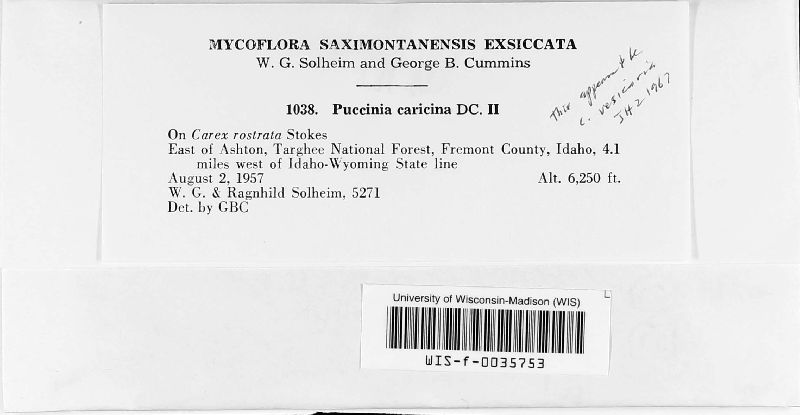 MYCOFLORA SAXIMONTANENSIS EXSICCATA
W. G. Solheim and George B. Cummins
1038. Puccinia caricina DC. II
This appears to be
C. vesicaria
JHZ 1967
On Carex rostrata Stokes
East of Ashton, Targhee National Forest, Fremont County, Idaho, 4.1
miles west of Idaho-Wyoming State line
August 2, 1957 Alt. 6,250 ft.
W. G. & Ragnhild Solheim, 5271
Det. by GBC
University of Wisconsin-Madison (WIS)
WIS-f-0035753